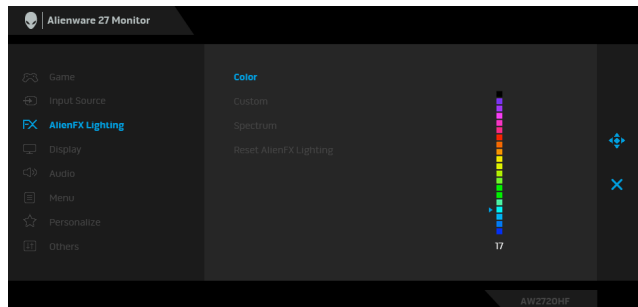 Alienware 27 Monitor
Game
Input Source
AlienFX Lighting
Display
Audio
Menu
Personalize
Others
Color
Custom
Spectrum
Reset AlienFX Lighting
17
AW2720HF